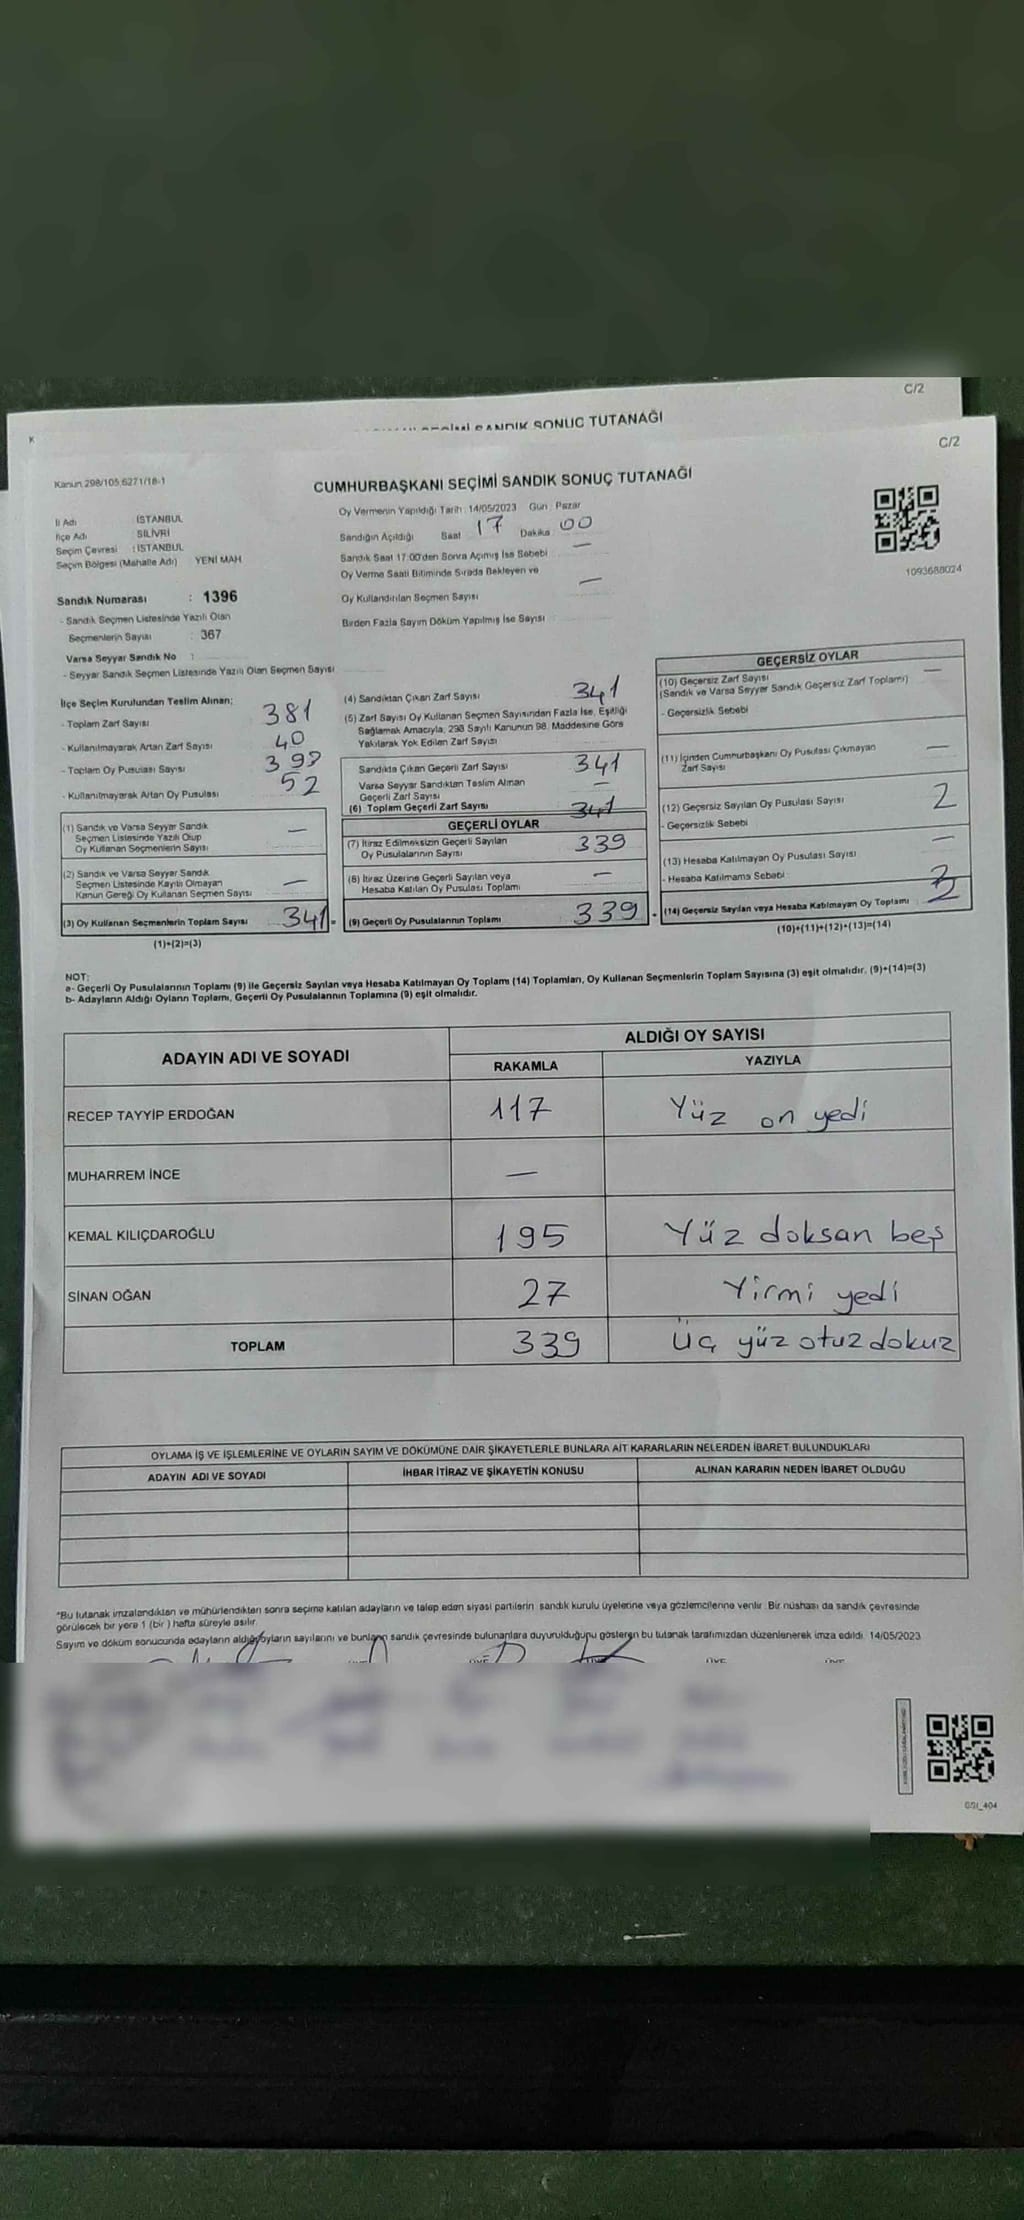 C/2
SANDIK SONUÇ TUTANAĞI
K
C/2
Kanun 298/105,6271/18-1
CUMHURBAŞKANI SEÇİMİ SANDIK SONUÇ TUTANAĞI
İl Adı İSTANBUL
İlçe Adı SİLİVRİ
Seçim Çevresi : İSTANBUL
Seçim Bölgesi (Mahalle Adı) YENİ MAH
Oy Vermenin Yapıldığı Tarih : 14/05/2023 Gün : Pazar
Sandığın Açıldığı Saat 17 Dakika 00
Sandık Saat 17:00'den Sonra Açılmış İse Sebebi —
Oy Verme Saati Bitiminde Sırada Bekleyen ve
Oy Kullandırılan Seçmen Sayısı —
Birden Fazla Sayım Döküm Yapılmış İse Sayısı
1093688024
Sandık Numarası : 1396
- Sandık Seçmen Listesinde Yazılı Olan
Seçmenlerin Sayısı : 367
Varsa Seyyar Sandık No :
- Seyyar Sandık Seçmen Listesinde Yazılı Olan Seçmen Sayısı
İlçe Seçim Kurulundan Teslim Alınan;
- Toplam Zarf Sayısı 381
- Kullanılmayarak Artan Zarf Sayısı 40
- Toplam Oy Pusulası Sayısı
- Kullanılmayarak Artan Oy Pusulası 52
(1) Sandık ve Varsa Seyyar Sandık
Seçmen Listesinde Yazılı Olup
Oy Kullanan Seçmenlerin Sayısı —
(2) Sandık ve Varsa Seyyar Sandık
Seçmen Listesinde Kayıtlı Olmayan
Kanun Gereği Oy Kullanan Seçmen Sayısı —
(3) Oy Kullanan Seçmenlerin Toplam Sayısı 341 =
(1)+(2)=(3)
(4) Sandıktan Çıkan Zarf Sayısı 341
(5) Zarf Sayısı Oy Kullanan Seçmen Sayısından Fazla İse, Eşitliği
Sağlamak Amacıyla, 298 Sayılı Kanunun 98. Maddesine Göre
Yakılarak Yok Edilen Zarf Sayısı
Sandıkta Çıkan Geçerli Zarf Sayısı 341
Varsa Seyyar Sandıktan Teslim Alınan
Geçerli Zarf Sayısı —
(6) Toplam Geçerli Zarf Sayısı 341
GEÇERLİ OYLAR
(7) İtiraz Edilmeksizin Geçerli Sayılan
Oy Pusulalarının Sayısı 339
(8) İtiraz Üzerine Geçerli Sayılan veya
Hesaba Katılan Oy Pusulası Toplamı —
(9) Geçerli Oy Pusulalarının Toplamı 339 +
GEÇERSİZ OYLAR
(10) Geçersiz Zarf Sayısı —
(Sandık ve Varsa Seyyar Sandık Geçersiz Zarf Toplamı)
- Geçersizlik Sebebi
(11) İçinden Cumhurbaşkanı Oy Pusulası Çıkmayan
Zarf Sayısı —
(12) Geçersiz Sayılan Oy Pusulası Sayısı 2
- Geçersizlik Sebebi
(13) Hesaba Katılmayan Oy Pusulası Sayısı —
- Hesaba Katılmama Sebebi
(14) Geçersiz Sayılan veya Hesaba Katılmayan Oy Toplamı 2
(10)+(11)+(12)+(13)=(14)
NOT:
a- Geçerli Oy Pusulalarının Toplamı (9) ile Geçersiz Sayılan veya Hesaba Katılmayan Oy Toplam (14) Toplamları, Oy Kullanan Seçmenlerin Toplam Sayısına (3) eşit olmalıdır. (9)+(14)=(3)
b- Adayların Aldığı Oyların Toplamı, Geçerli Oy Pusulalarının Toplamına (9) eşit olmalıdır.
ADAYIN ADI VE SOYADI
ALDIĞI OY SAYISI
RAKAMLA YAZIYLA
RECEP TAYYİP ERDOĞAN 117 Yüz on yedi
MUHARREM İNCE —
KEMAL KILIÇDAROĞLU 195 Yüz doksan beş
SİNAN OĞAN 27 Yirmi yedi
TOPLAM 339 üç yüz otuz dokuz
OYLAMA İŞ VE İŞLEMLERİNE VE OYLARIN SAYIM VE DÖKÜMÜNE DAİR ŞİKAYETLERLE BUNLARA AİT KARARLARIN NELERDEN İBARET BULUNDUKLARI
ADAYIN ADI VE SOYADI İHBAR İTİRAZ VE ŞİKAYETİN KONUSU ALINAN KARARIN NEDEN İBARET OLDUĞU
*Bu tutanak imzalandıktan ve mühürlendikten sonra seçime katılan adayların ve talep eden siyasi partilerin sandık kurulu üyelerine veya gözlemcilerine verilir. Bir nüshası da sandık çevresinde
görülecek bir yere 1 (bir ) hafta süreyle asılır.
Sayım ve döküm sonucunda adayların aldığı oyların sayılarını ve bunların sandık çevresinde bulunanlara duyurulduğunu gösteren bu tutanak tarafımızdan düzenlenerek imza edildi. 14/05/2023